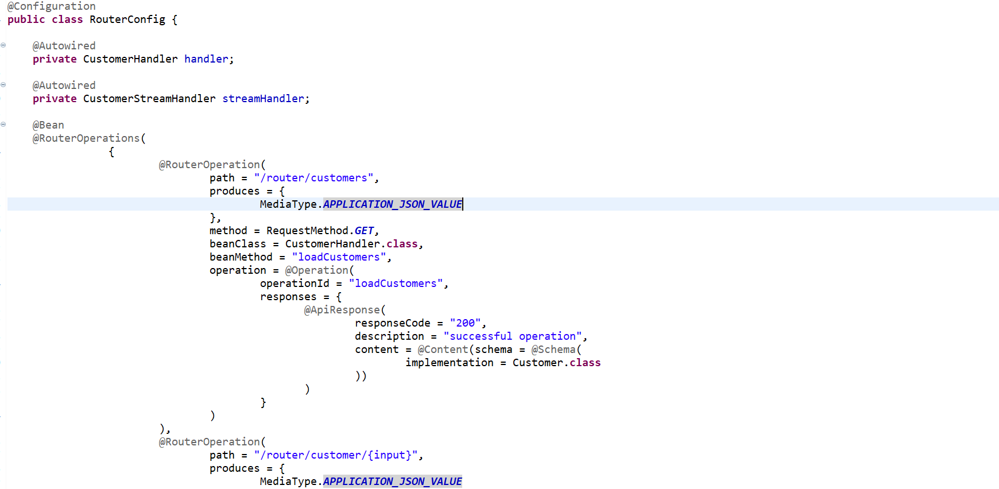 @Configuration
public class RouterConfig {
@Autowired
private CustomerHandler handler;
@Autowired
private CustomerStreamHandler streamHandler;
@Bean
@RouterOperations(
{
@RouterOperation(
path = "/router/customers",
produces = {
MediaType.APPLICATION_JSON_VALUE
},
method = RequestMethod.GET,
beanClass = CustomerHandler.class,
beanMethod = "loadCustomers",
operation = @Operation(
operationId = "loadCustomers",
responses = {
@ApiResponse(
responseCode = "200",
description = "successful operation",
content = @Content(schema = @Schema(
implementation = Customer.class
))
)
}
)
),
@RouterOperation(
path = "/router/customer/{input}",
produces = {
MediaType.APPLICATION_JSON_VALUE